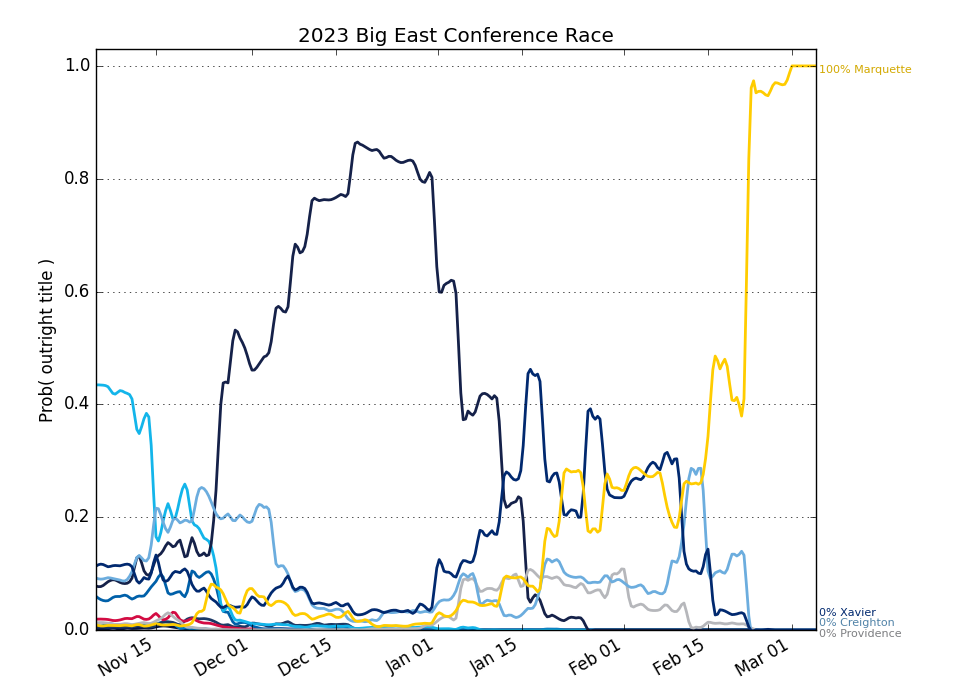 2023 Big East Conference Race
Prob( outright title )
1.0
0.8
0.6
0.4
0.2
0.0
100% Marquette
0% Xavier
0% Creighton
0% Providence
Nov 15
Dec 01
Dec 15
Jan 01
Jan 15
Feb 01
Feb 15
Mar 01